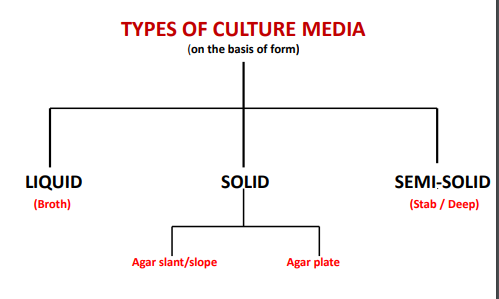 TYPES OF CULTURE MEDIA
(on the basis of form)
LIQUID
(Broth)
SOLID
SEMI-SOLID
(Stab / Deep)
Agar slant/slope
Agar plate